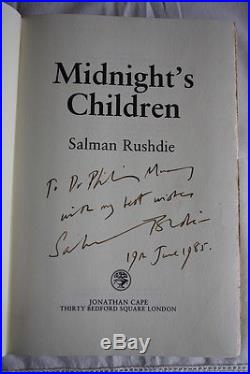 Midnight's
Children
Salman Rushdie
To Dr Philip Murray
with my best wishes
Salman Rushdie
19th June 1985.
JONATHAN CAPE
THIRTY BEDFORD SQUARE LONDON